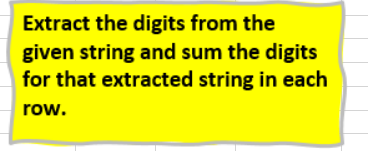 Extract the digits from the
given string and sum the digits
for that extracted string in each
row.